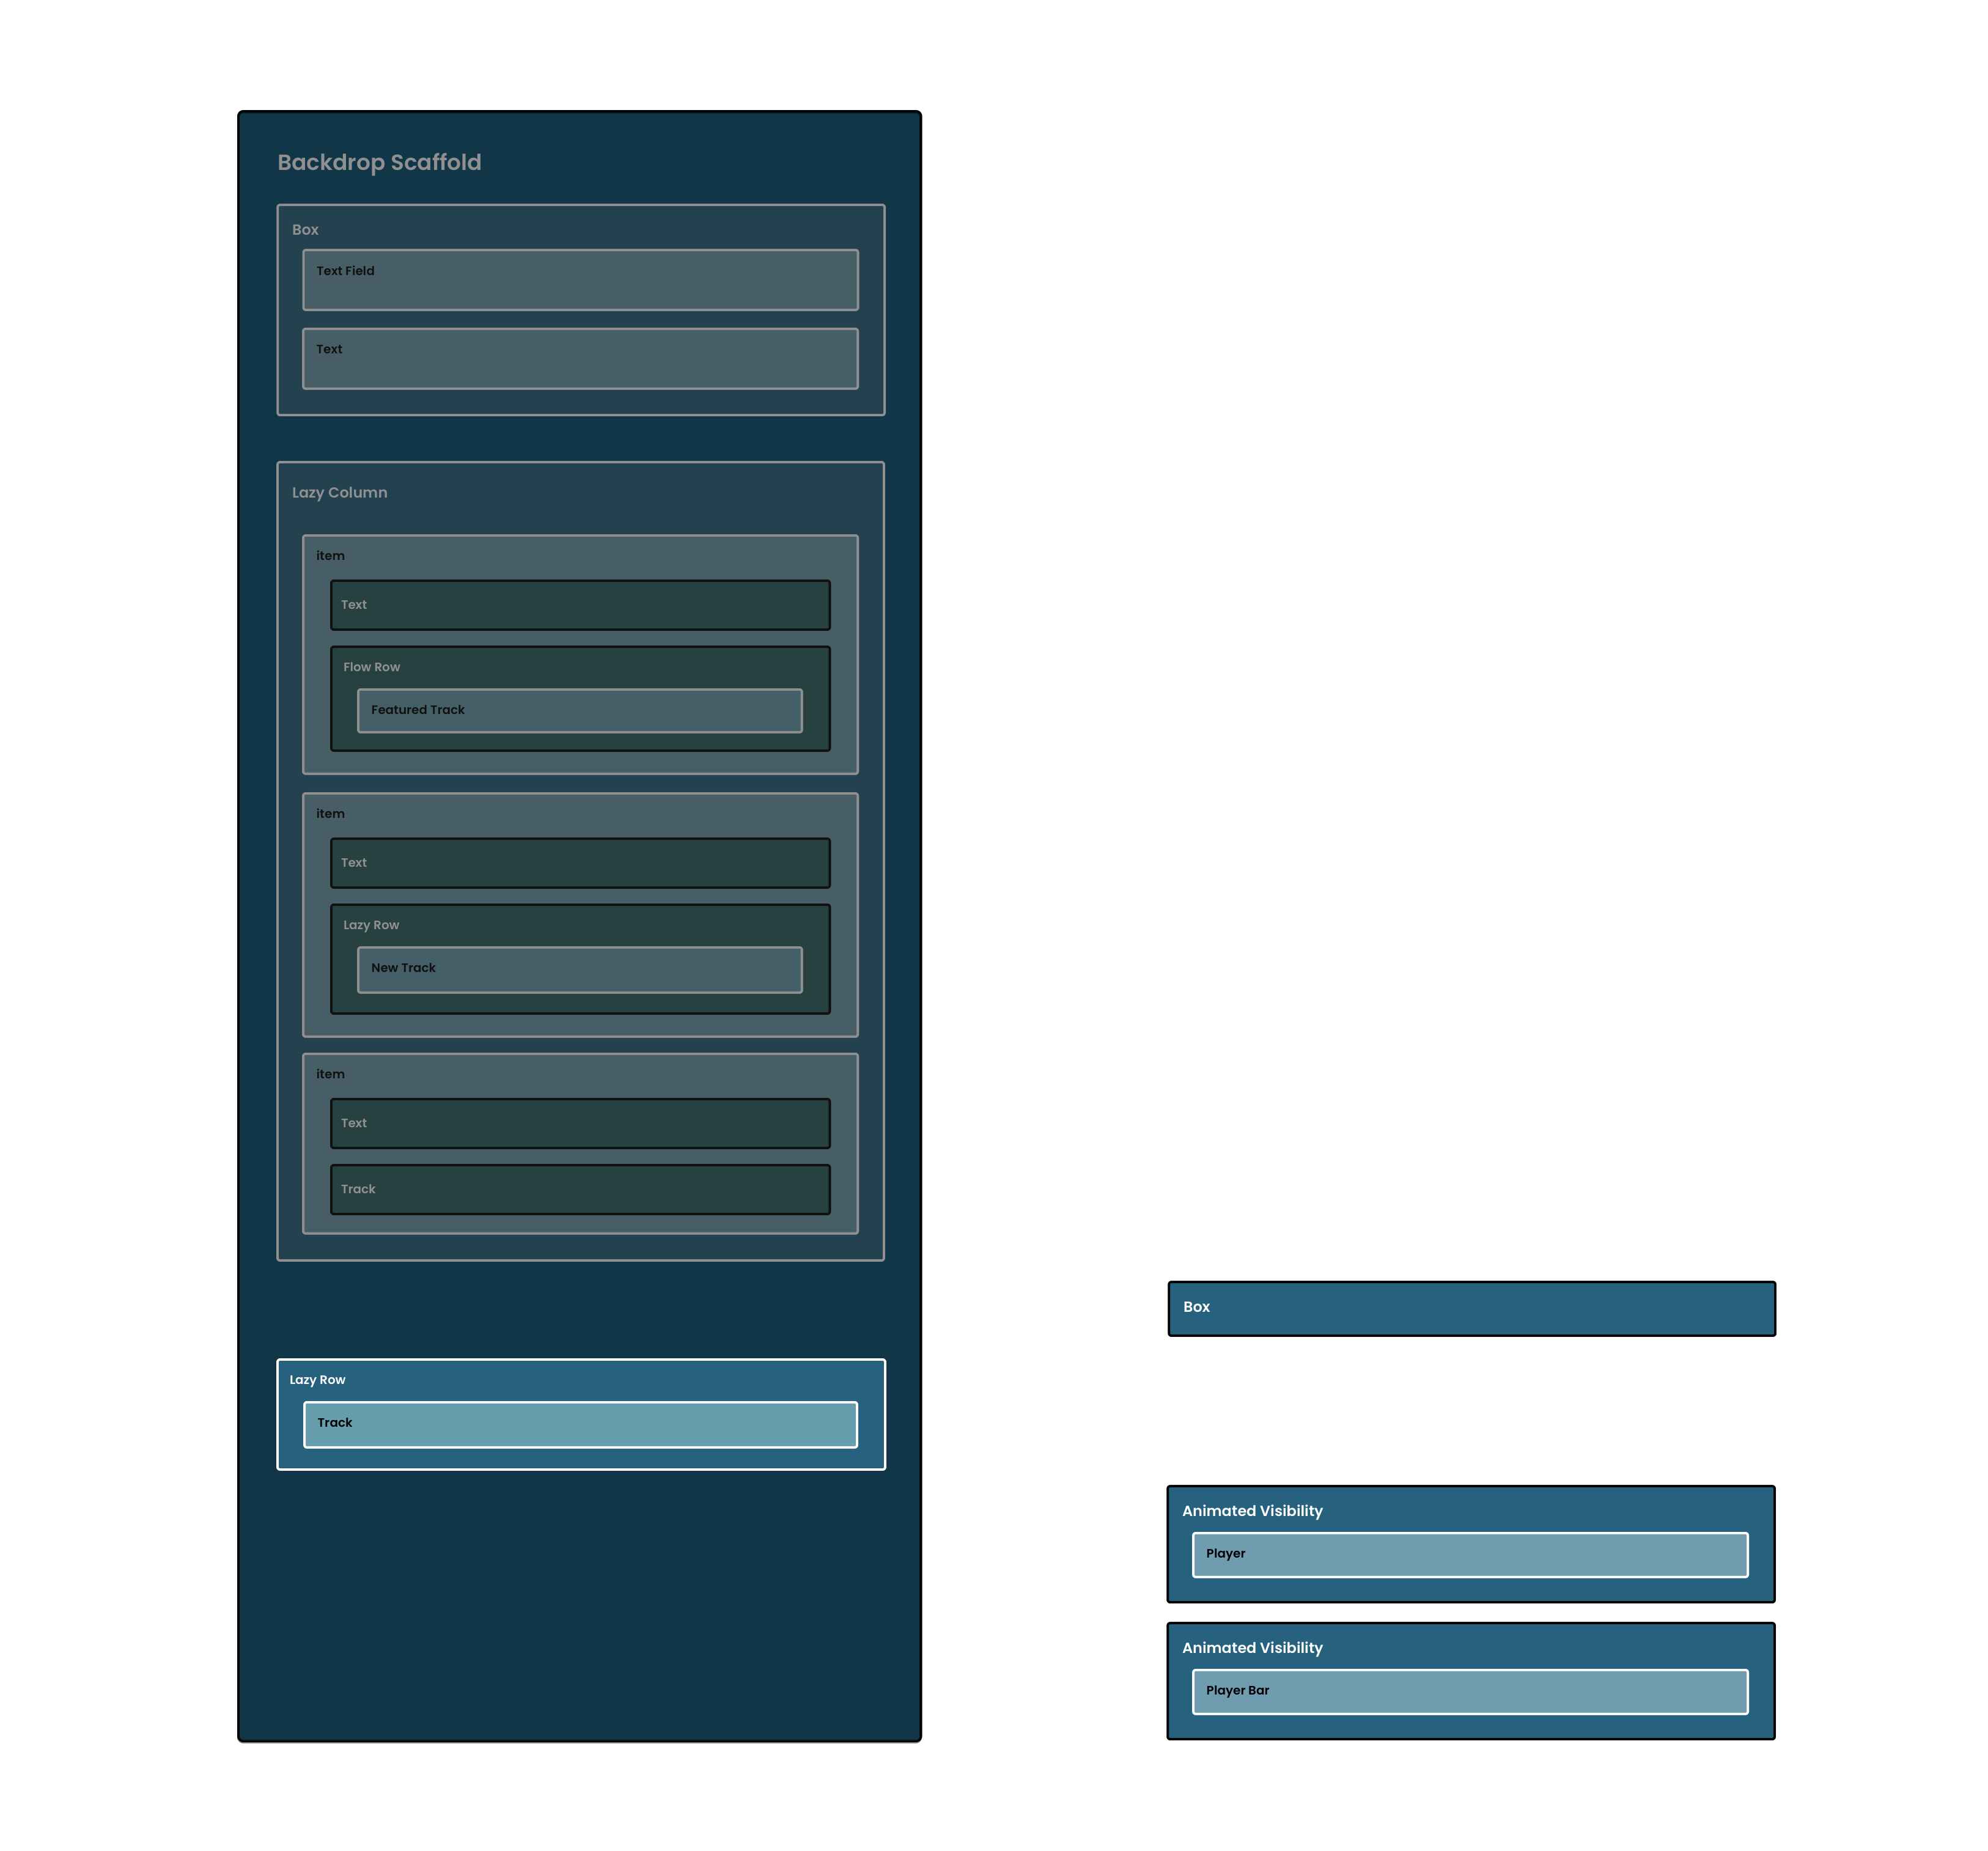 Backdrop Scaffold
Box
Text Field
Text
Lazy Column
item
Text
Flow Row
Featured Track
item
Text
Lazy Row
New Track
item
Text
Track
Lazy Row
Track
Box
Animated Visibility
Player
Animated Visibility
Player Bar